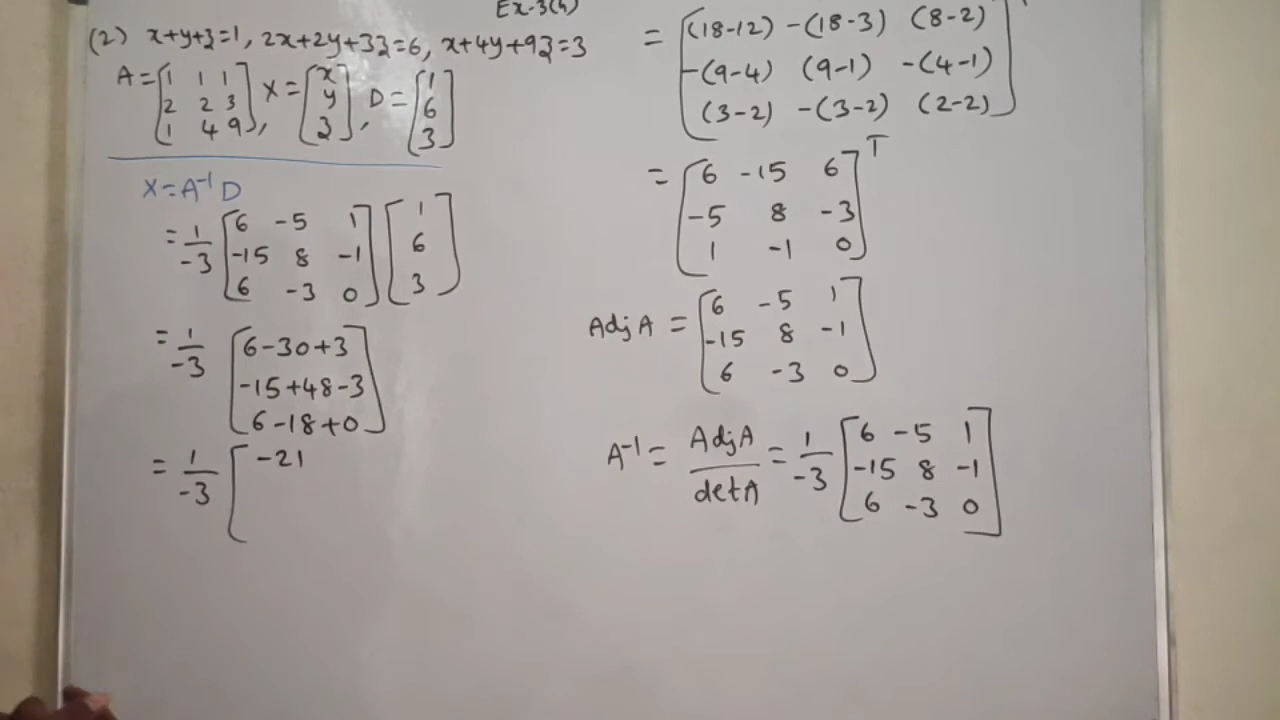 Ex-3(h)
(2) x+y+z=1, 2x+2y+3z=6, x+4y+9z=3
A = [1 1 1
2 2 3
1 4 9], X = [x
y
z], D = [1
6
3]
X = A⁻¹ D
= 1/-3 [6 -5 1
-15 8 -1
6 -3 0] [1
6
3]
= 1/-3 [6-30+3
-15+48-3
6-18+0]
= 1/-3 [-21
= [(18-12) -(18-3) (8-2)
-(9-4) (9-1) -(4-1)
(3-2) -(3-2) (2-2)]
= [6 -15 6
-5 8 -3
1 -1 0]ᵀ
Adj A = [6 -5 1
-15 8 -1
6 -3 0]
A⁻¹ = AdjA/detA = 1/-3 [6 -5 1
-15 8 -1
6 -3 0]